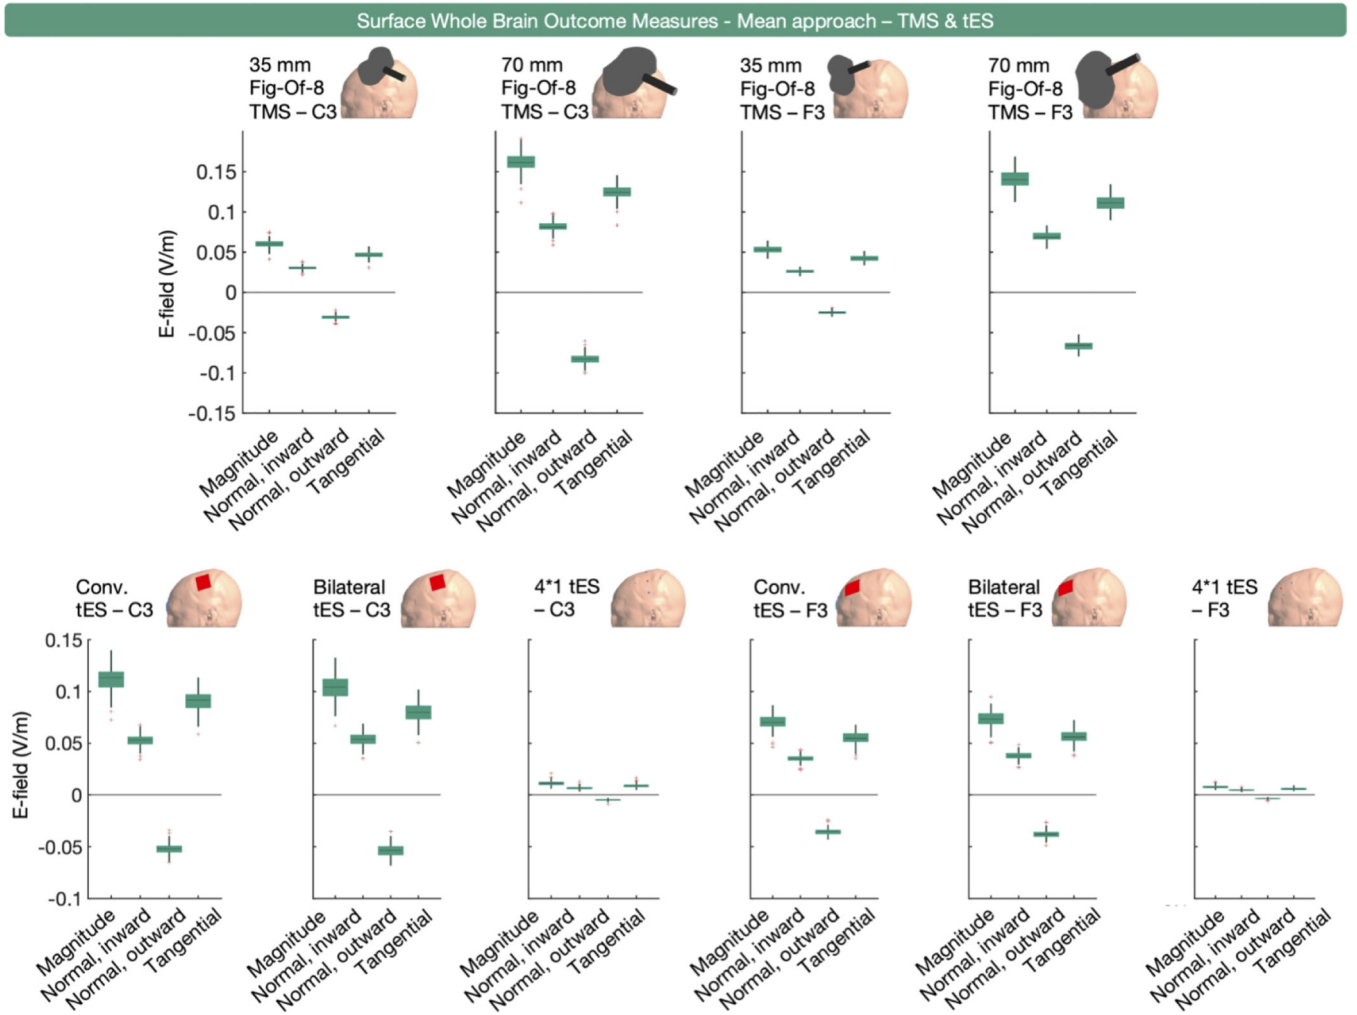 Surface Whole Brain Outcome Measures - Mean approach – TMS & tES
35 mm
Fig-Of-8
TMS – C3
70 mm
Fig-Of-8
TMS – C3
35 mm
Fig-Of-8
TMS – F3
70 mm
Fig-Of-8
TMS – F3
E-field (V/m)
0.15
0.1
0.05
0
-0.05
-0.1
-0.15
Magnitude
Normal, inward
Normal, outward
Tangential
Magnitude
Normal, inward
Normal, outward
Tangential
Magnitude
Normal, inward
Normal, outward
Tangential
Magnitude
Normal, inward
Normal, outward
Tangential
Conv.
tES – C3
Bilateral
tES – C3
4*1 tES
– C3
Conv.
tES – F3
Bilateral
tES – F3
4*1 tES
– F3
E-field (V/m)
0.15
0.1
0.05
0
-0.05
-0.1
Magnitude
Normal, inward
Normal, outward
Tangential
Magnitude
Normal, inward
Normal, outward
Tangential
Magnitude
Normal, inward
Normal, outward
Tangential
Magnitude
Normal, inward
Normal, outward
Tangential
Magnitude
Normal, inward
Normal, outward
Tangential
Magnitude
Normal, inward
Normal, outward
Tangential